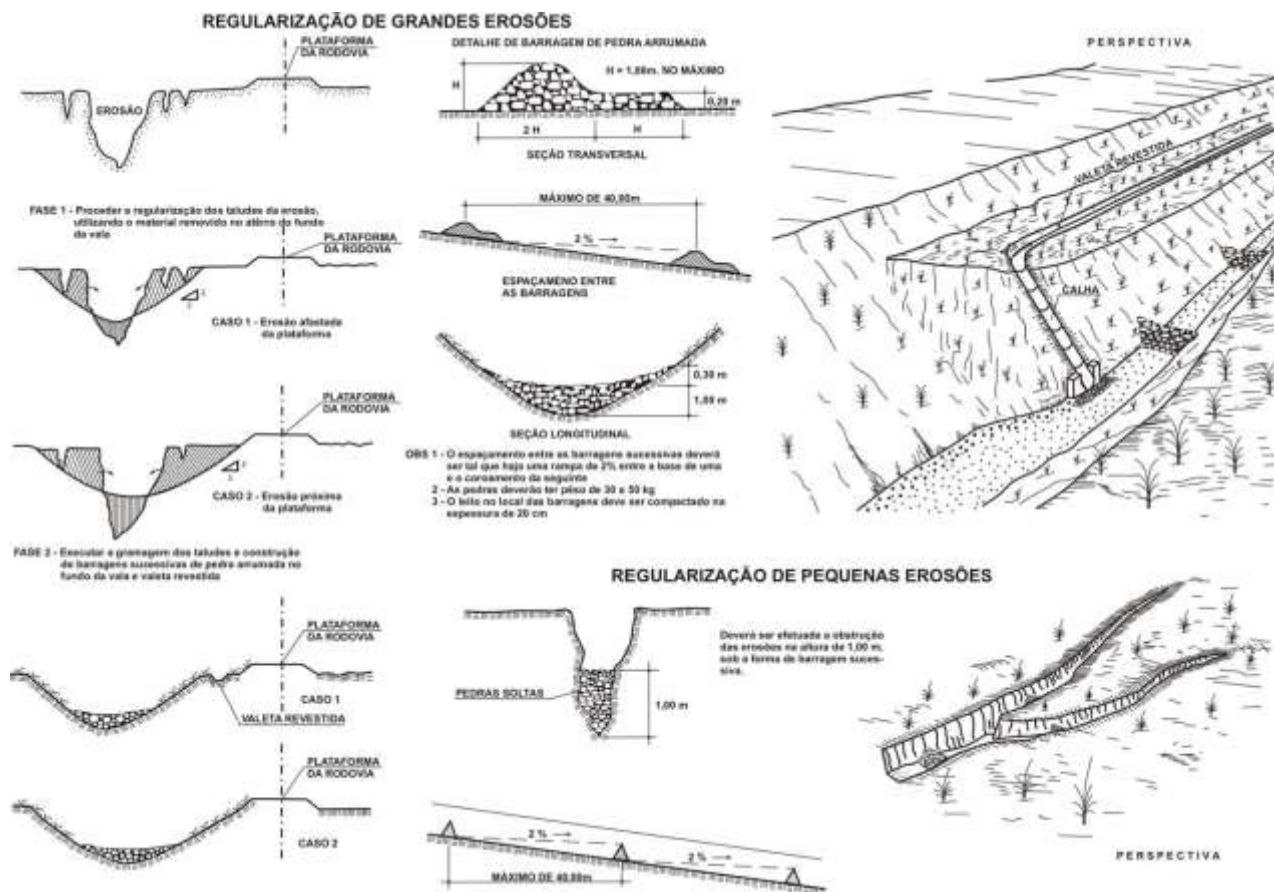 REGULARIZAÇÃO DE GRANDES EROSÕES
PLATAFORMA
DA RODOVIA
EROSÃO
FASE 1 - Proceder a regularização dos taludes da erosão,
utilizando o material removido no atêrro do fundo
da vala
PLATAFORMA
DA RODOVIA
CASO 1 - Erosão afastada
da plataforma
PLATAFORMA
DA RODOVIA
CASO 2 - Erosão próxima
da plataforma
FASE 2 - Executar a gramagem dos taludes e construção
de barragens sucessivas de pedra arrumada no
fundo da vala e valeta revestida
PLATAFORMA
DA RODOVIA
CASO 1
VALETA REVESTIDA
PLATAFORMA
DA RODOVIA
CASO 2
DETALHE DE BARRAGEM DE PEDRA ARRUMADA
H = 1,00m. NO MÁXIMO
H
0,20 m
2 H
H
SEÇÃO TRANSVERSAL
MÁXIMO DE 40,00m
2 %
ESPAÇAMENO ENTRE
AS BARRAGENS
0,30 m
1,00 m
SEÇÃO LONGITUDINAL
OBS 1 - O espaçamento entre as barragens sucessivas deverá
ser tal que haja uma rampa de 2% entre a base de uma
e o coroamento da seguinte
2 - As pedras deverão ter pêso de 30 a 50 kg
3 - O leito no local das barragens deve ser compactado na
espessura de 20 cm
PERSPECTIVA
VALETA REVESTIDA
CALHA
REGULARIZAÇÃO DE PEQUENAS EROSÕES
PEDRAS SOLTAS
1,00 m
Deverá ser efetuada a obstrução
das erosões na altura de 1,00 m,
sob a forma de barragem suces-
siva.
2 %
2 %
MÁXIMO DE 40,00m
PERSPECTIVA